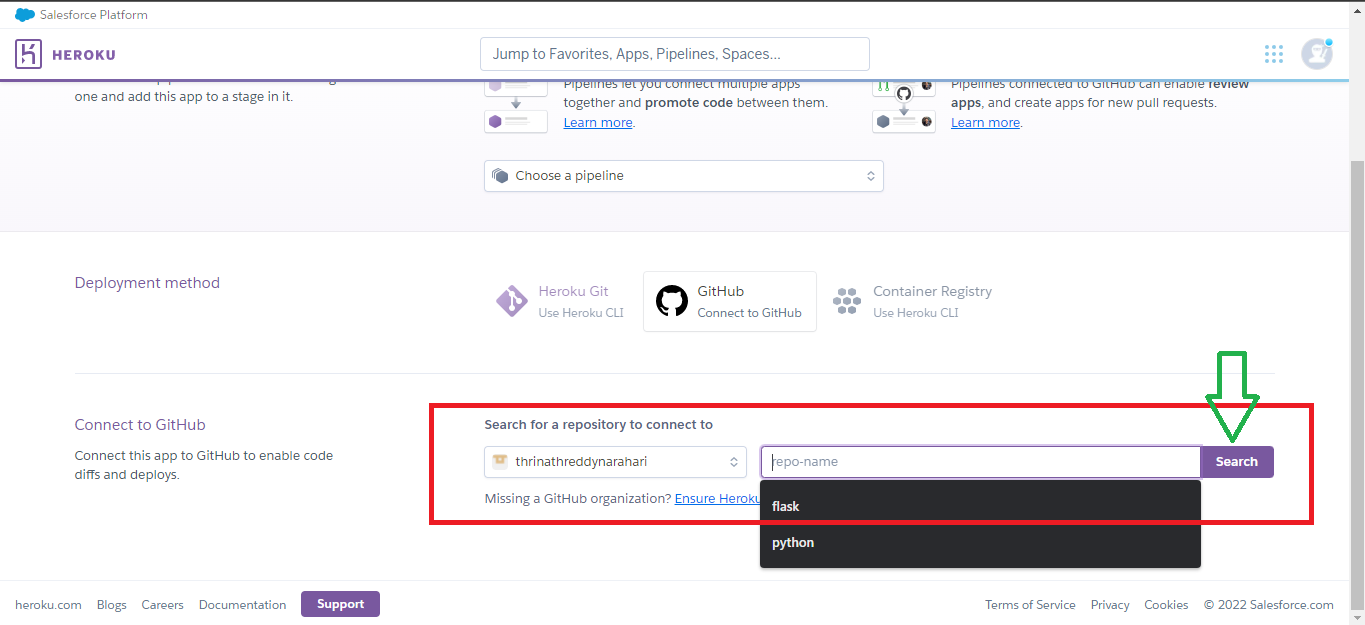 Salesforce Platform
HEROKU
Jump to Favorites, Apps, Pipelines, Spaces...
one and add this app to a stage in it.
Pipelines let you connect multiple apps
together and promote code between them.
Learn more.
Pipelines connected to GitHub can enable review
apps, and create apps for new pull requests.
Learn more.
Choose a pipeline
Deployment method
Heroku Git
Use Heroku CLI
GitHub
Connect to GitHub
Container Registry
Use Heroku CLI
Connect to GitHub
Connect this app to GitHub to enable code
diffs and deploys.
Search for a repository to connect to
thrinathreddynarahari
repo-name
Search
Missing a GitHub organization? Ensure Heroku
flask
python
heroku.com
Blogs
Careers
Documentation
Support
Terms of Service
Privacy
Cookies
© 2022 Salesforce.com